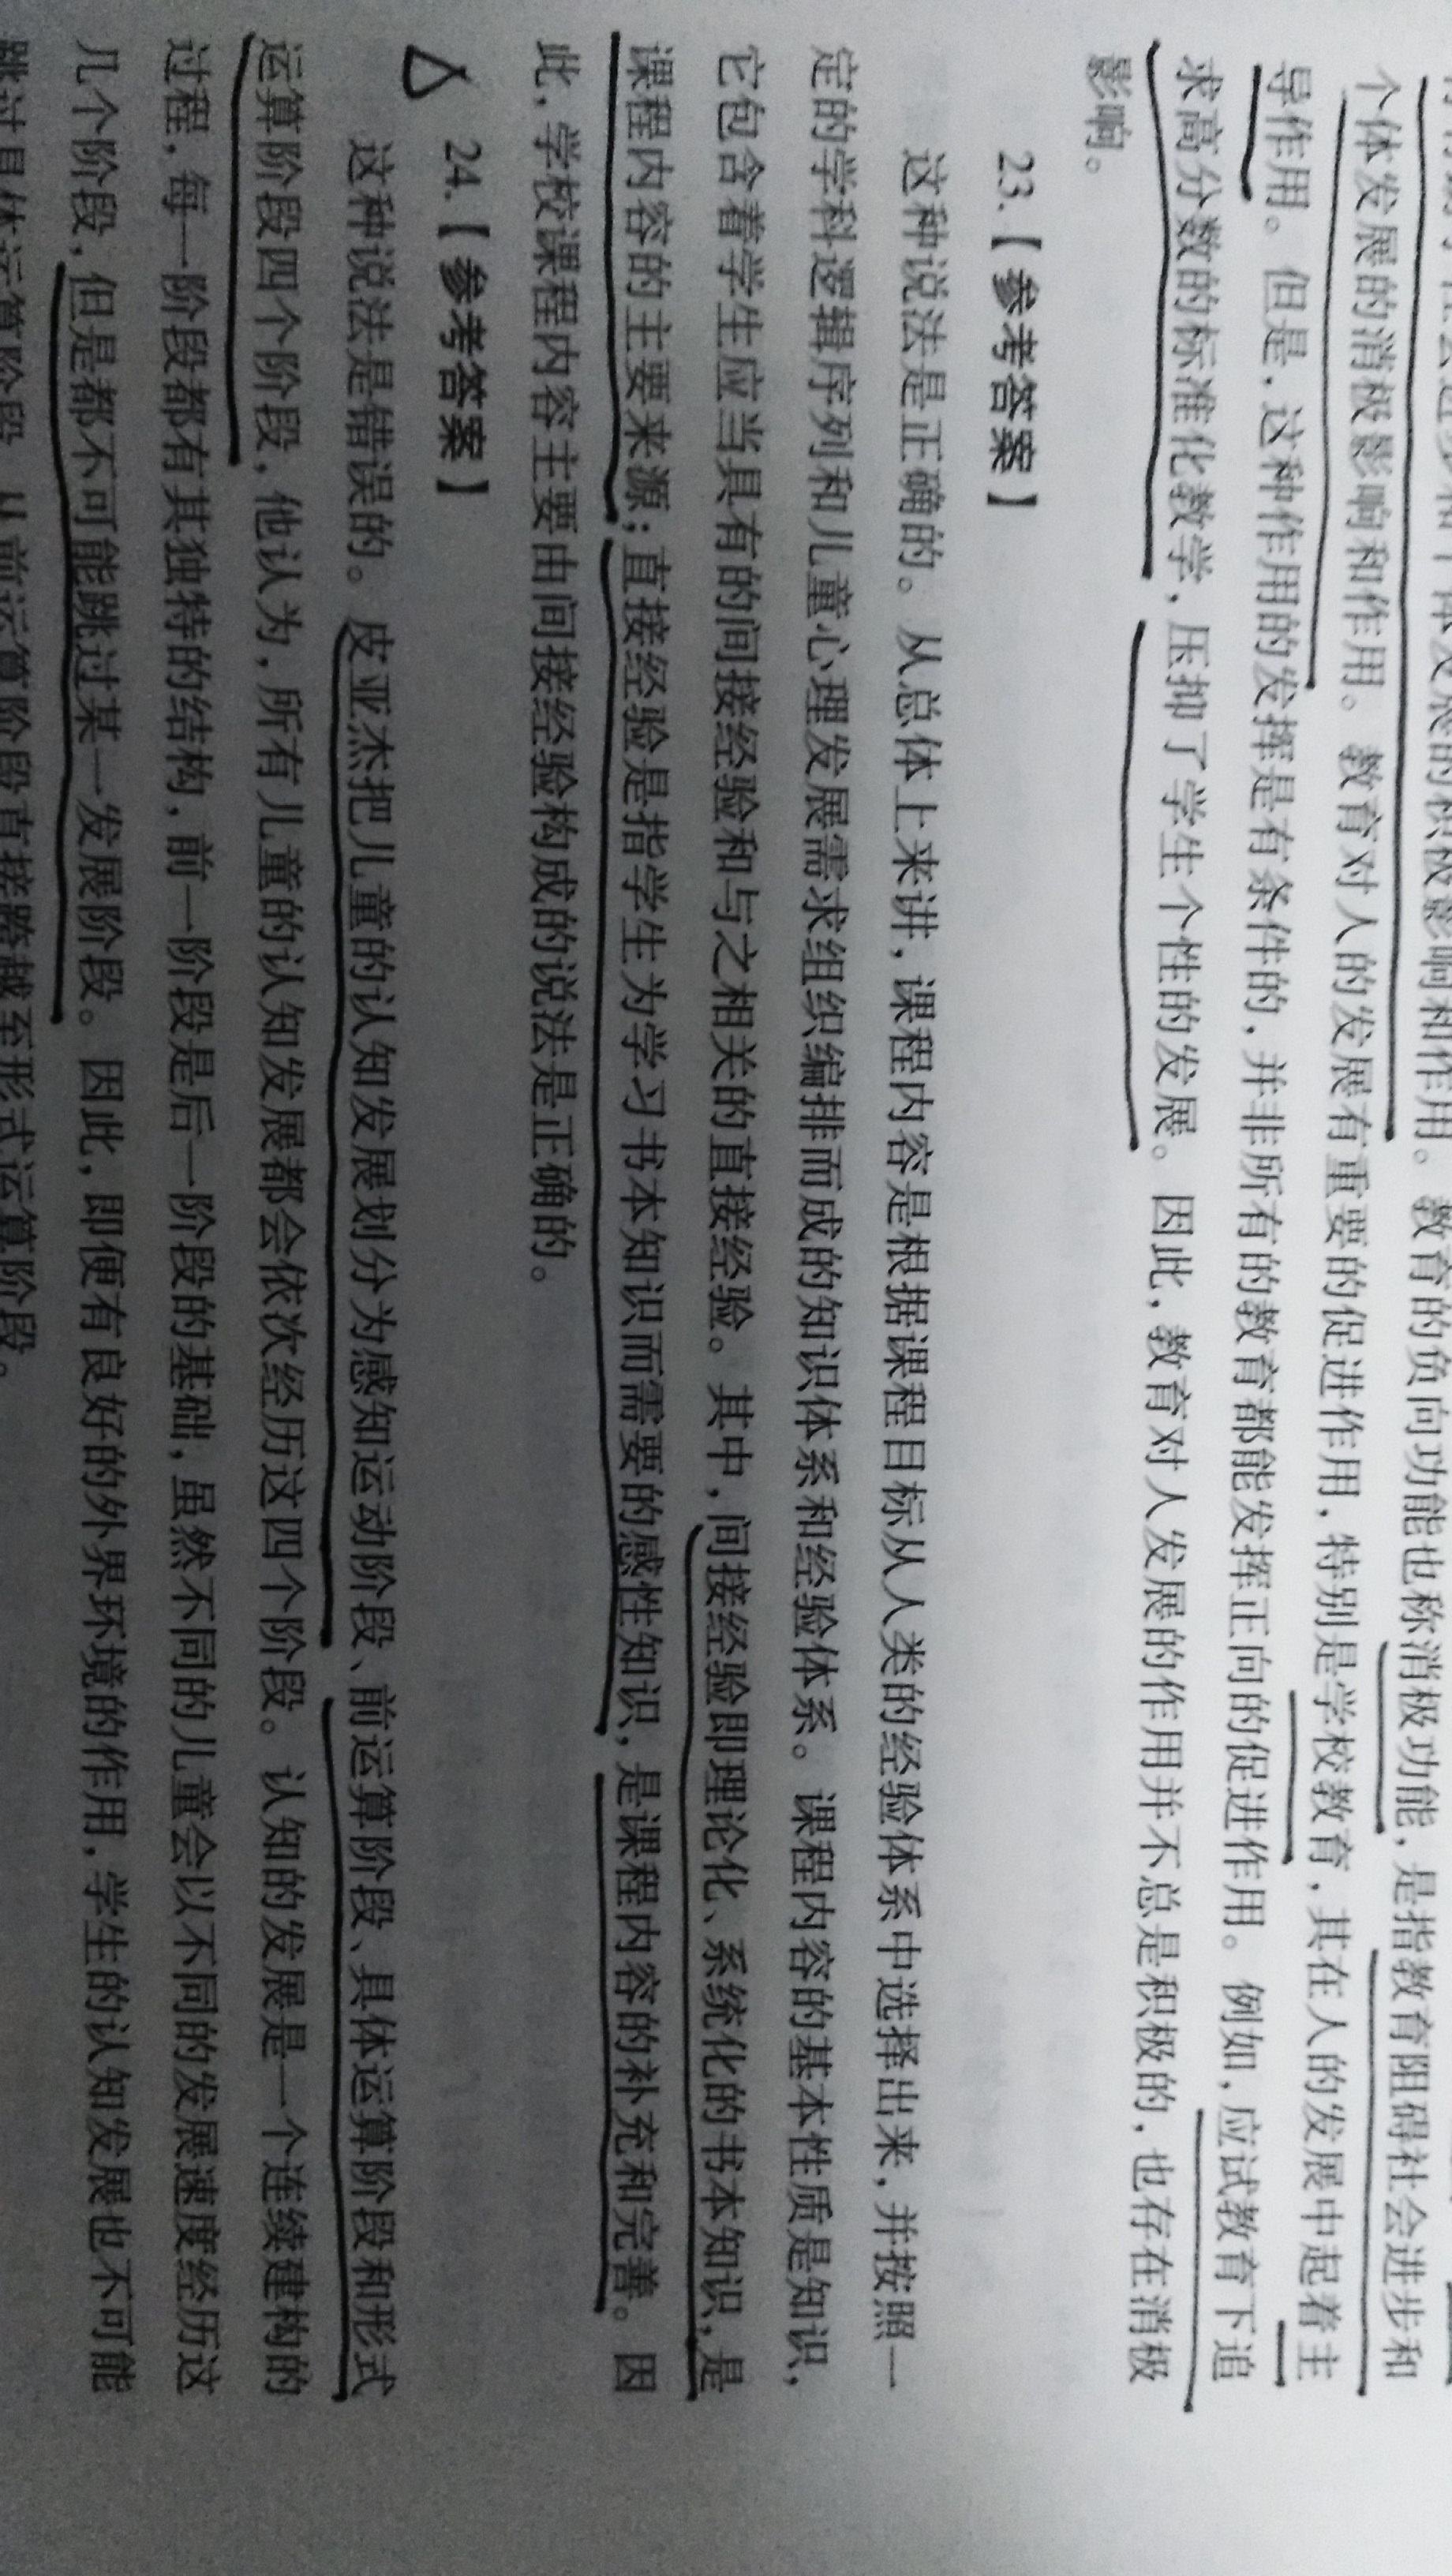 个体发展的积极影响和作用。教育的负向功能也称消极功能，是指教育阻碍社会进步和
个体发展的消极影响和作用。教育对人的发展有重要的促进作用，特别是学校教育，其在人的发展中起着主
导作用。但是，这种作用的发挥是有条件的，并非所有的教育都能发挥正向的促进作用。例如，应试教育下追
求高分数的标准化教学，压抑了学生个性的发展。因此，教育对人发展的作用并不总是积极的，也存在消极
影响。
23.【参考答案】
这种说法是正确的。从总体上来讲，课程内容是根据课程目标从人类的经验体系中选择出来，并按照一
定的学科逻辑序列和儿童心理发展需求组织编排而成的知识体系和经验体系。课程内容的基本性质是知识，
它包含着学生应当具有的间接经验和与之相关的直接经验。其中，间接经验即理论化、系统化的书本知识，是
课程内容的主要来源；直接经验是指学生为学习书本知识而需要的感性知识，是课程内容的补充和完善。因
此，学校课程内容主要由间接经验构成的说法是正确的。
24.【参考答案】
这种说法是错误的。皮亚杰把儿童的认知发展划分为感知运动阶段、前运算阶段、具体运算阶段和形式
运算阶段四个阶段，他认为，所有儿童的认知发展都会依次经历这四个阶段。认知的发展是一个连续建构的
过程，每一阶段都有其独特的结构，前一阶段是后一阶段的基础，虽然不同的儿童会以不同的发展速度经历这
几个阶段，但是都不可能跳过某一发展阶段。因此，即便有良好的外界环境的作用，学生的认知发展也不可能
跳过具体运算阶段，从前运算阶段直接跨越至形式运算阶段。